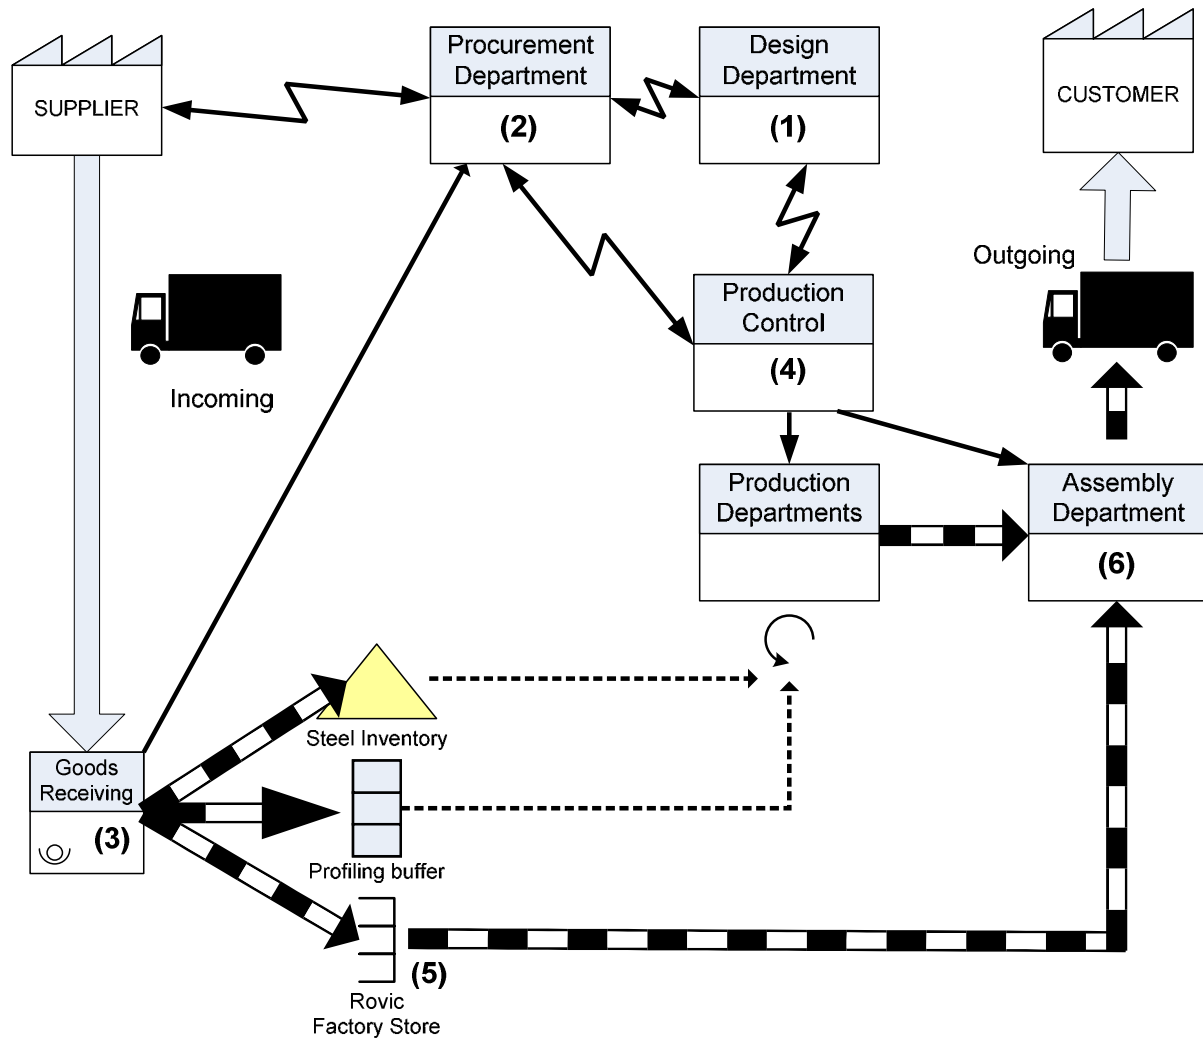 SUPPLIER
Procurement
Department
(2)
Design
Department
(1)
CUSTOMER
Incoming
Outgoing
Production
Control
(4)
Production
Departments
Assembly
Department
(6)
Steel Inventory
Goods
Receiving
(3)
Profiling buffer
(5)
Rovic
Factory Store